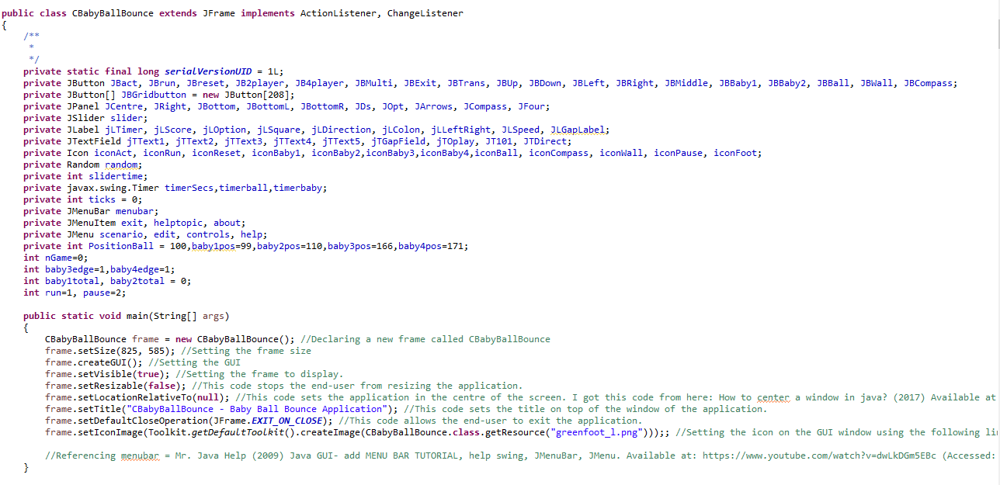 public class CBabyBallBounce extends JFrame implements ActionListener, ChangeListener
{
/**
*
*/
private static final long serialVersionUID = 1L;
private JButton JBact, JBrun, JBreset, JB2player, JB4player, JBMulti, JBExit, JBTrans, JBUp, JBDown, JBLeft, JBRight, JBMiddle, JBBaby1, JBBaby2, JBBall, JBWall, JBCompass;
private JButton[] JBGridbutton = new JButton[208];
private JPanel JCentre, JRight, JBottom, JBottomL, JBottomR, JDs, JOpt, JArrows, JCompass, JFour;
private JSlider slider;
private JLabel jLTimer, jLScore, jLOption, jLSquare, jLDirection, jLColon, jLLeftRight, JLSpeed, JLGapLabel;
private JTextField jTText1, jTText2, jTText3, jTText4, jTText5, jTGapField, jTOplay, JT101, JTDirect;
private Icon iconAct, iconRun, iconReset, iconBaby1, iconBaby2,iconBaby3,iconBaby4,iconBall, iconCompass, iconWall, iconPause, iconFoot;
private Random random;
private int slidertime;
private javax.swing.Timer timerSecs,timerball,timerbaby;
private int ticks = 0;
private JMenuBar menubar;
private JMenuItem exit, helptopic, about;
private JMenu scenario, edit, controls, help;
private int PositionBall = 100,baby1pos=99,baby2pos=110,baby3pos=166,baby4pos=171;
int nGame=0;
int baby3edge=1,baby4edge=1;
int baby1total, baby2total = 0;
int run=1, pause=2;
public static void main(String[] args)
{
CBabyBallBounce frame = new CBabyBallBounce(); //Declaring a new frame called CBabyBallBounce
frame.setSize(825, 585); //Setting the frame size
frame.createGUI(); //Setting the GUI
frame.setVisible(true); //Setting the frame to display.
frame.setResizable(false); //This code stops the end-user from resizing the application.
frame.setLocationRelativeTo(null); //This code sets the application in the centre of the screen. I got this code from here: How to center a window in java? (2017) Available at
frame.setTitle("CBabyBallBounce - Baby Ball Bounce Application"); //This code sets the title on top of the window of the application.
frame.setDefaultCloseOperation(JFrame.EXIT_ON_CLOSE); //This code allows the end-user to exit the application.
frame.setIconImage(Toolkit.getDefaultToolkit().createImage(CBabyBallBounce.class.getResource("greenfoot_l.png")));; //Setting the icon on the GUI window using the following li
//Referencing menubar = Mr. Java Help (2009) Java GUI- add MENU BAR TUTORIAL, help swing, JMenuBar, JMenu. Available at: https://www.youtube.com/watch?v=dwLkDGm5EBc (Accessed:
}